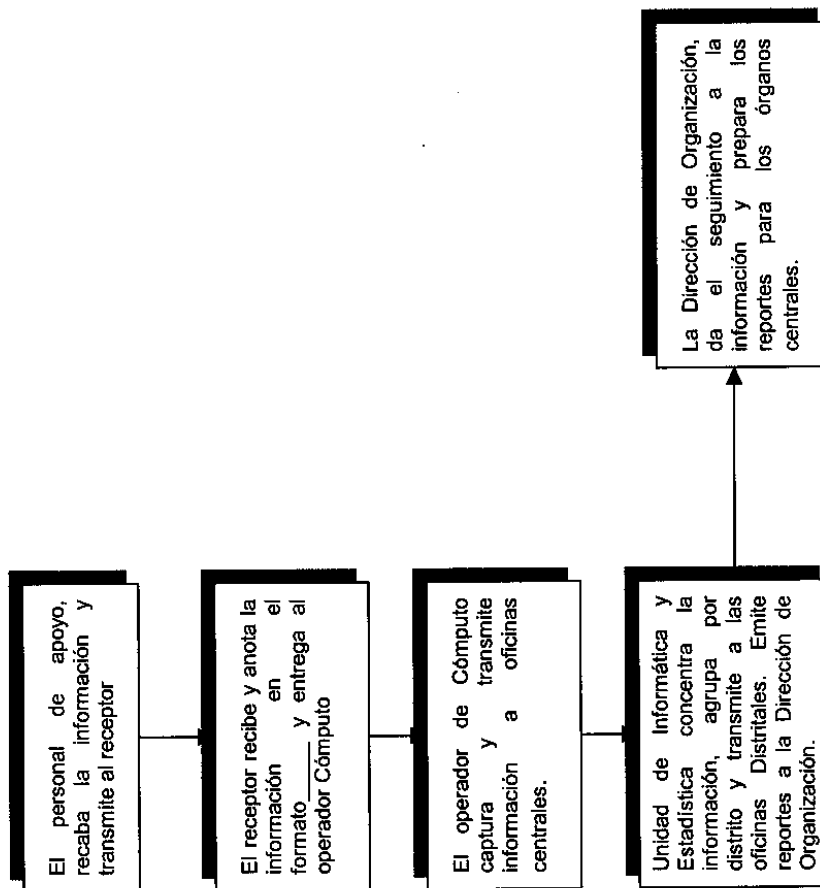 El personal de apoyo,
recaba la información y
transmite al receptor
El receptor recibe y anota la
información en el
formato______ y entrega al
operador Cómputo
El operador de Cómputo
captura y transmite
información a oficinas
centrales.
Unidad de Informática y
Estadística concentra la
información, agrupa por
distrito y transmite a las
oficinas Distritales. Emite
reportes a la Dirección de
Organización.
La Dirección de Organización,
da el seguimiento a la
información y prepara los
reportes para los órganos
centrales.